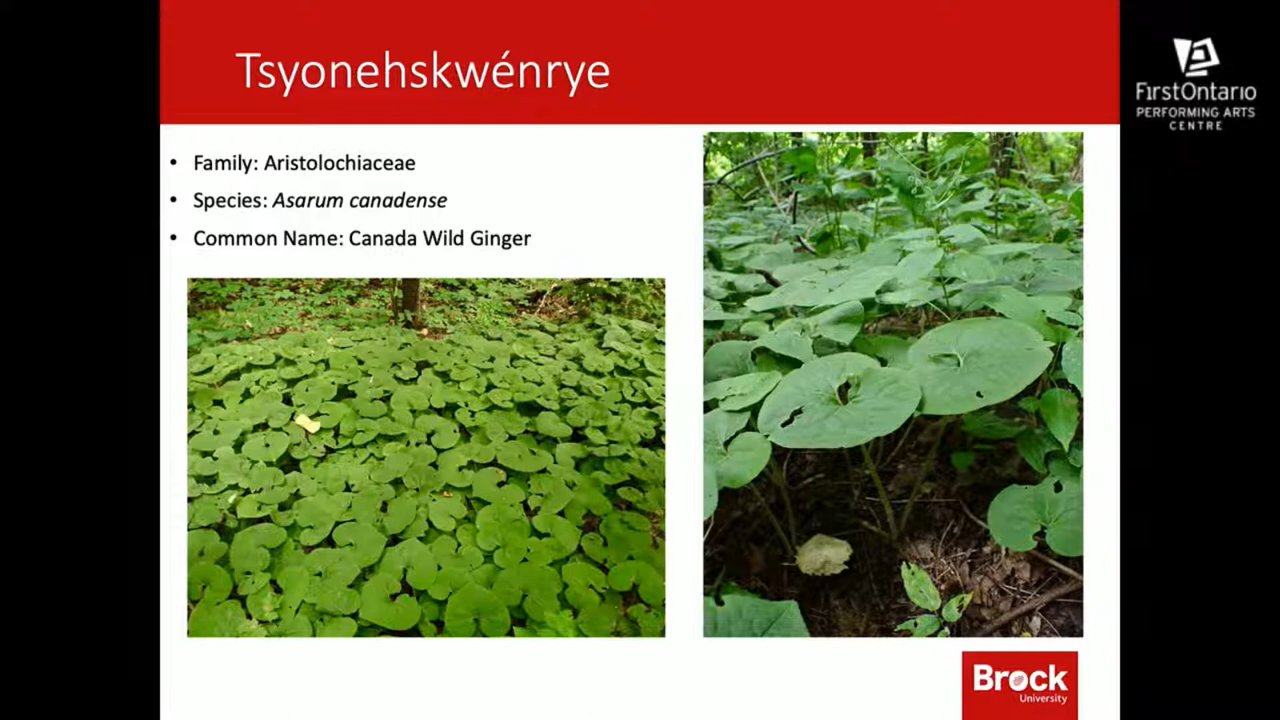 Tsyonehskwénrye
• Family: Aristolochiaceae
• Species: Asarum canadense
• Common Name: Canada Wild Ginger
FirstOntario
PERFORMING ARTS
CENTRE
Brock
University